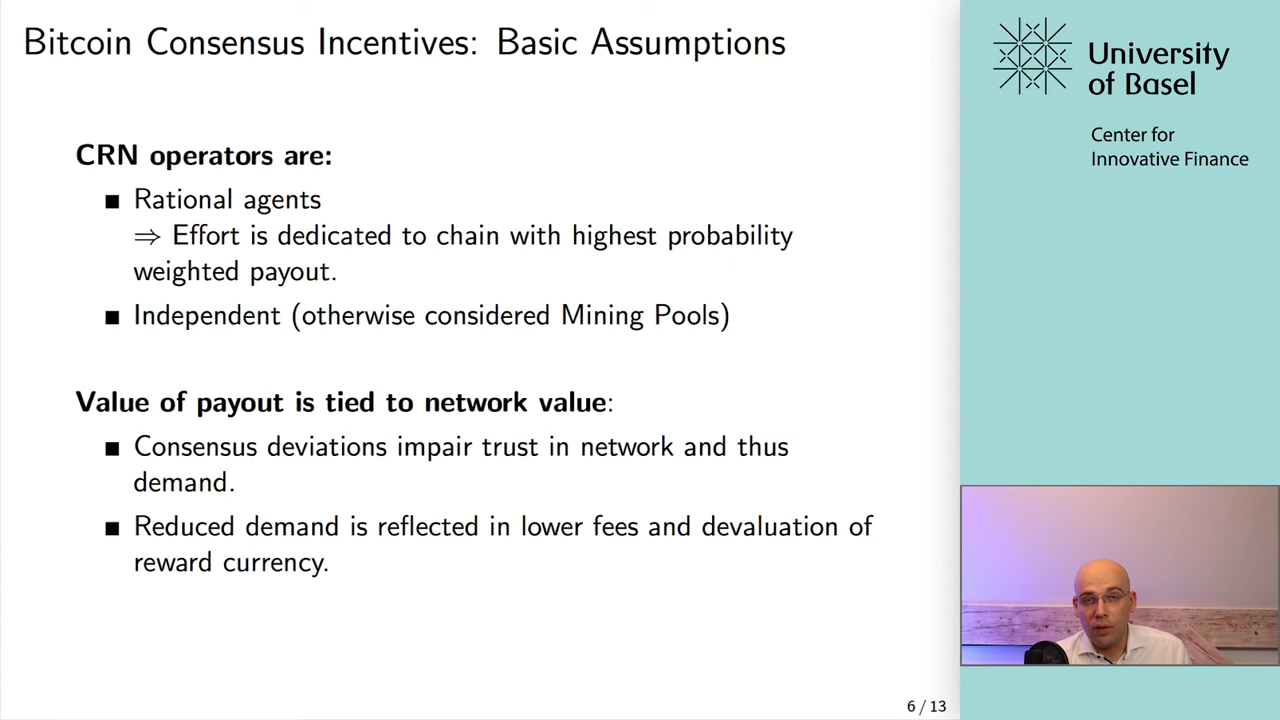 Bitcoin Consensus Incentives: Basic Assumptions
CRN operators are:
Rational agents
⇒ Effort is dedicated to chain with highest probability
weighted payout.
Independent (otherwise considered Mining Pools)
Value of payout is tied to network value:
Consensus deviations impair trust in network and thus
demand.
Reduced demand is reflected in lower fees and devaluation of
reward currency.
6 / 13
University
of Basel
Center for
Innovative Finance